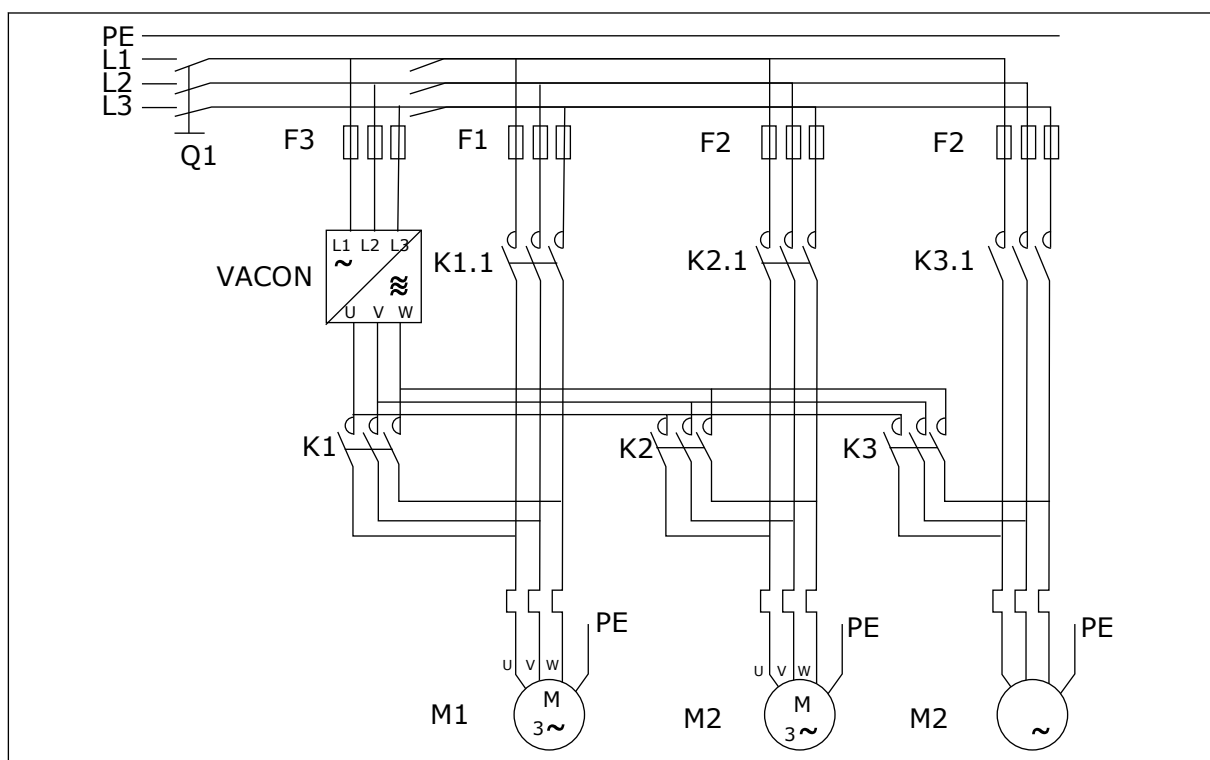 PE
L1
L2
L3
Q1
F3
F1
F2
F2
L1 L2 L3
~
≋
U V W
VACON
K1.1
K2.1
K3.1
K1
K2
K3
PE
PE
PE
U V W
U V W
M1
M
3~
M2
M
3~
M2
~